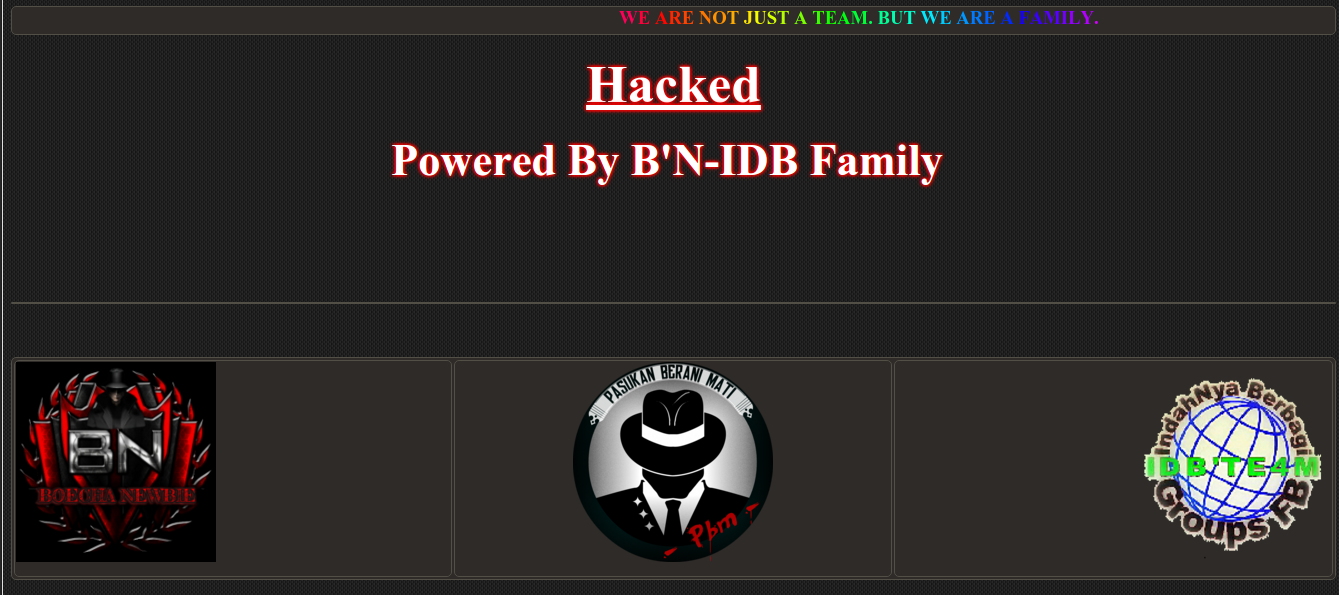 WE ARE NOT JUST A TEAM. BUT WE ARE A FAMILY.
Hacked
Powered By B'N-IDB Family
BN
BOECHA NEWBIE
PASUKAN BERANI MATI
Pbm
IndahNya Berbagi
IDB'TE4M
Groups FB